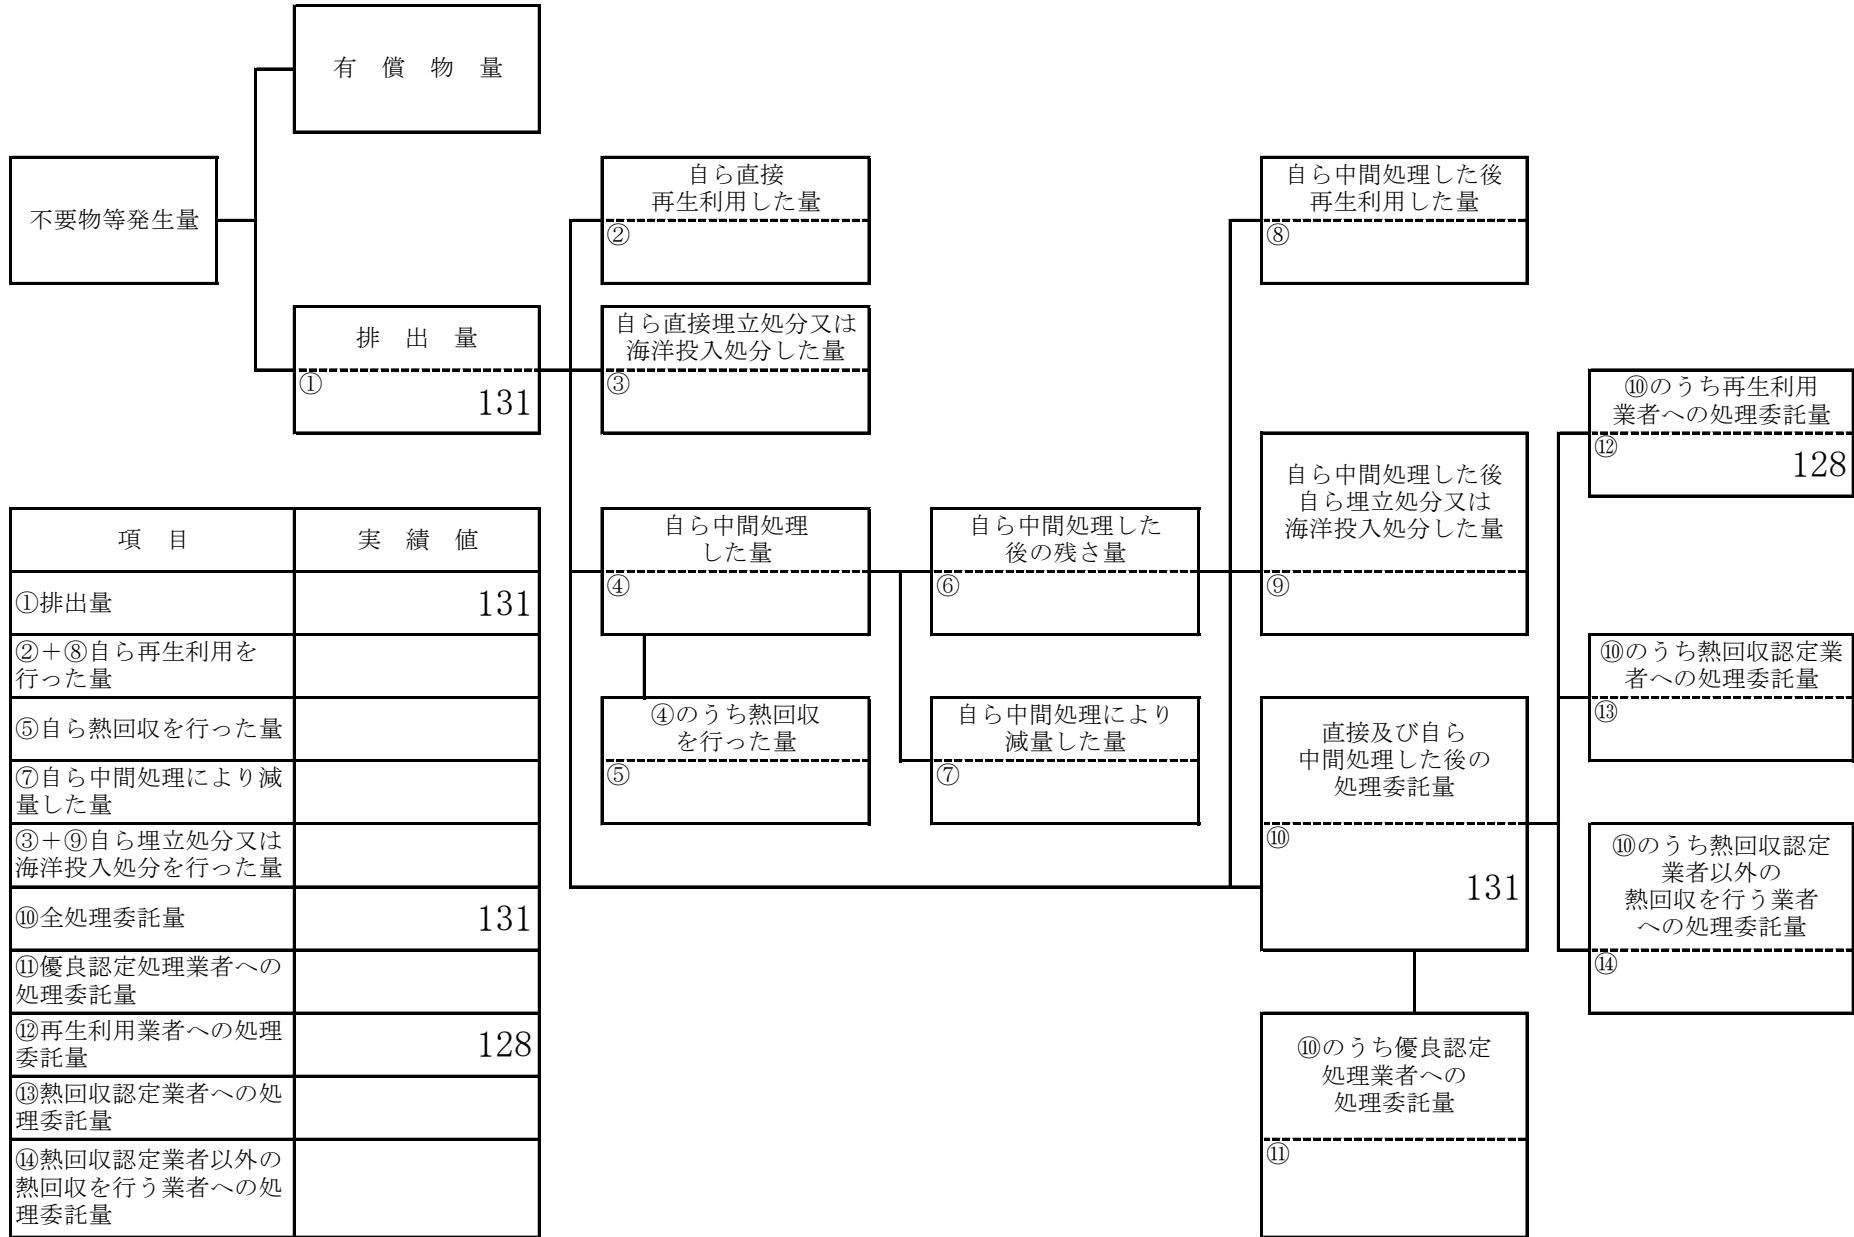 有　償　物　量
不要物等発生量
排　出　量
①
131
自ら直接
再生利用した量
②
自ら直接埋立処分又は
海洋投入処分した量
③
自ら中間処理
した量
④
④のうち熱回収
を行った量
⑤
自ら中間処理した
後の残さ量
⑥
自ら中間処理により
減量した量
⑦
自ら中間処理した後
再生利用した量
⑧
自ら中間処理した後
自ら埋立処分又は
海洋投入処分した量
⑨
直接及び自ら
中間処理した後の
処理委託量
⑩
131
⑩のうち優良認定
処理業者への
処理委託量
⑪
⑩のうち再生利用
業者への処理委託量
⑫
128
⑩のうち熱回収認定業
者への処理委託量
⑬
⑩のうち熱回収認定
業者以外の
熱回収を行う業者
への処理委託量
⑭
項　目
実　績　値
①排出量
131
②＋⑧自ら再生利用を
行った量
⑤自ら熱回収を行った量
⑦自ら中間処理により減
量した量
③＋⑨自ら埋立処分又は
海洋投入処分を行った量
⑩全処理委託量
131
⑪優良認定処理業者への
処理委託量
⑫再生利用業者への処理
委託量
128
⑬熱回収認定業者への処
理委託量
⑭熱回収認定業者以外の
熱回収を行う業者への処
理委託量